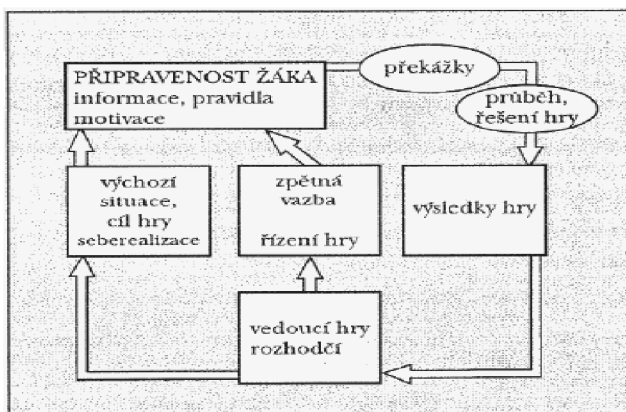 PŘIPRAVENOST ŽÁKA
informace, pravidla
motivace
překážky
průběh,
řešení hry
výchozí
situace,
cíl hry
seberealizace
zpětná
vazba
řízení hry
výsledky hry
vedoucí hry
rozhodčí